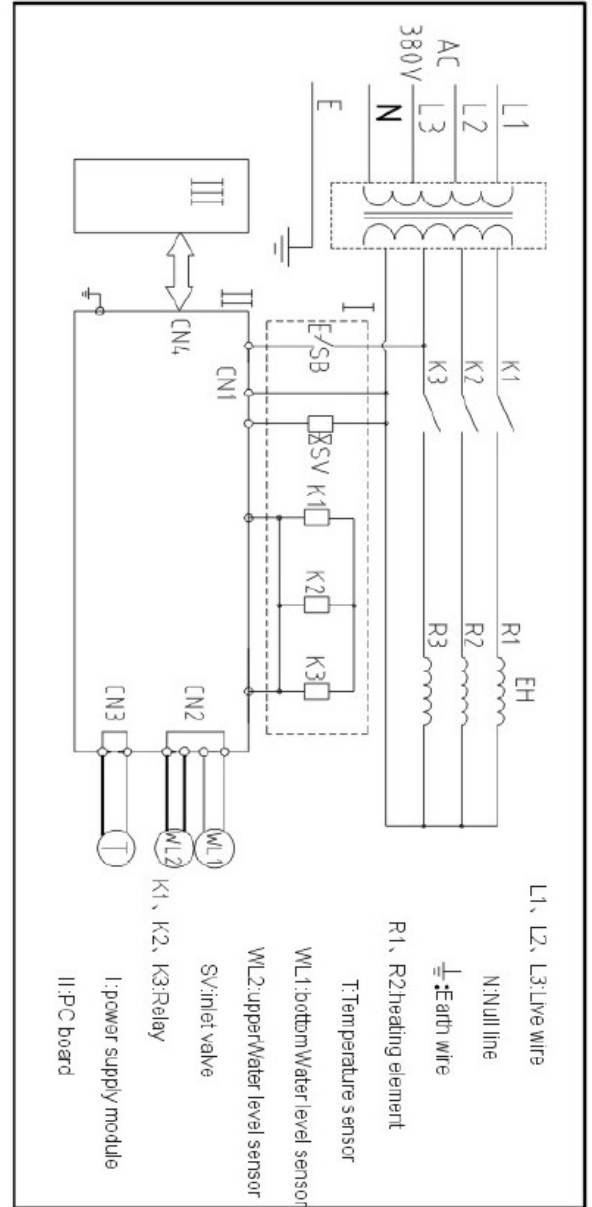 AC
380V
L1
L2
L3
N
E
K1
K2
K3
R1
EH
R2
R3
I
E/SB
SV
K1
K2
K3
II
CN1
CN4
CN2
CN3
III
WL1
WL2
T
L1、L2、L3:Live wire
N:Null line
:Earth wire
R1、R2:heating element
T:Temperature sensor
WL1:bottomWater level sensor
WL2:upperWater level sensor
SV:inlet valve
K1、K2、K3:Relay
I:power supply module
II:PC board